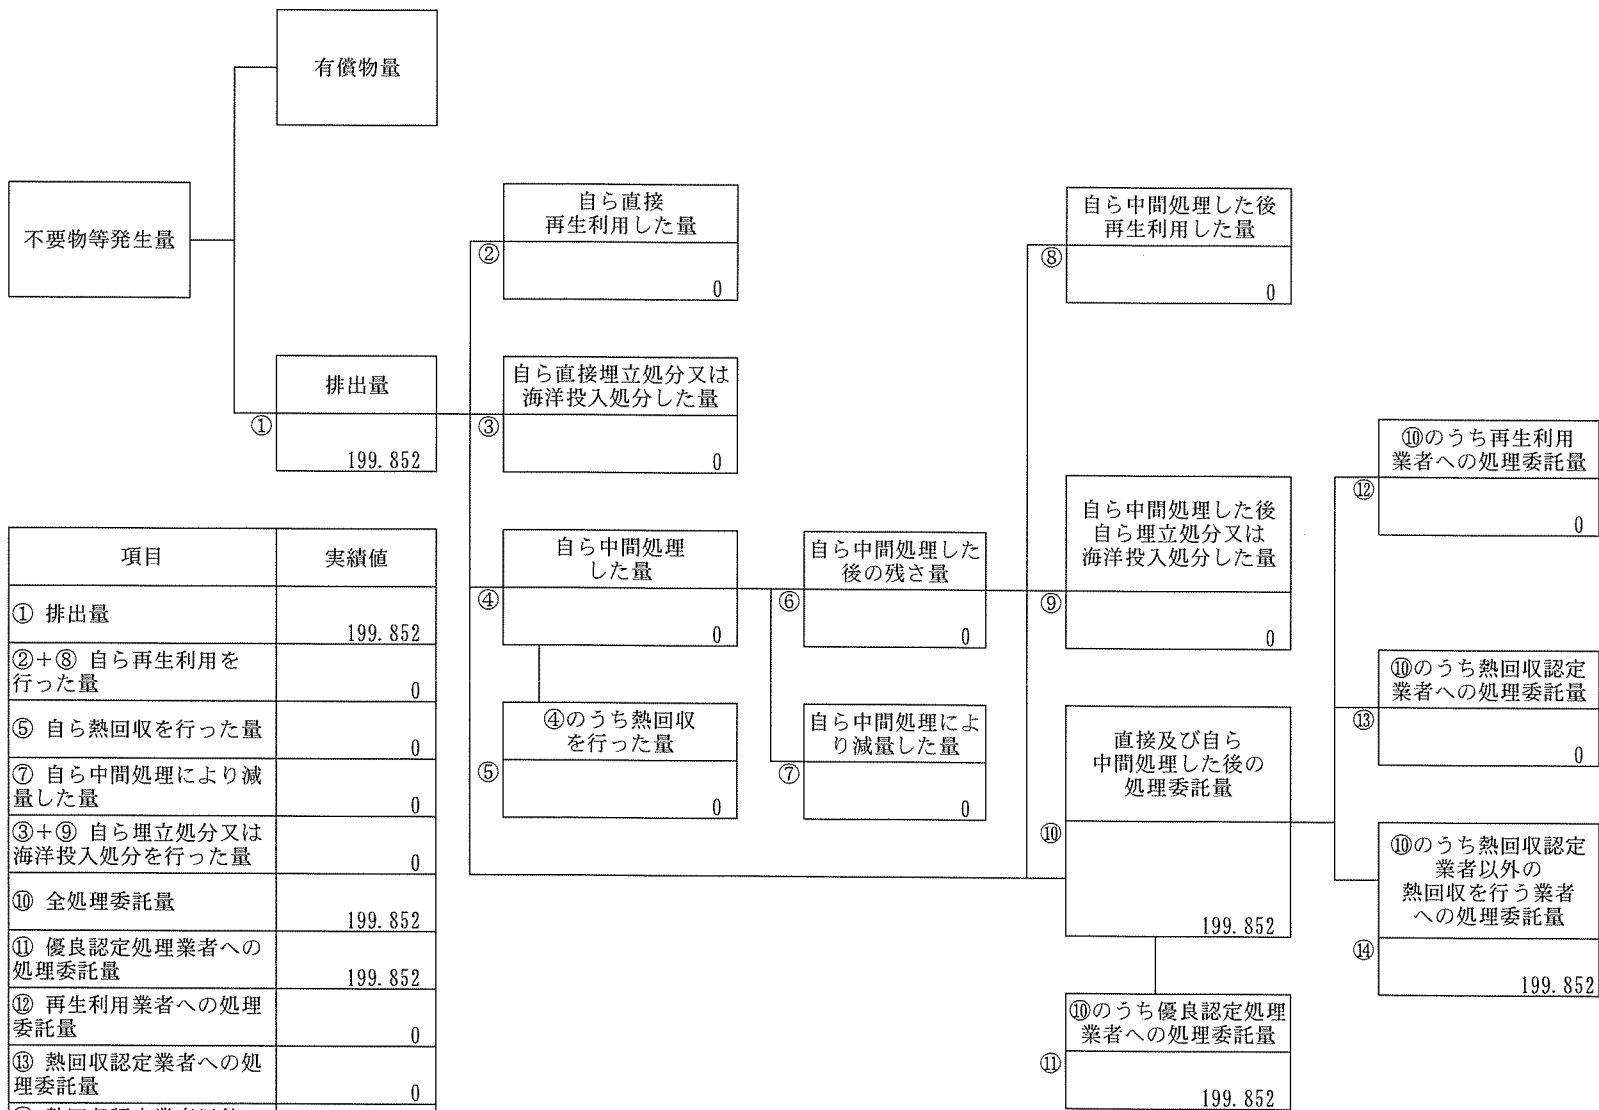 有償物量
不要物等発生量
排出量
①
199.852
自ら直接
再生利用した量
②
0
自ら直接埋立処分又は
海洋投入処分した量
③
0
自ら中間処理
した量
④
0
④のうち熱回収
を行った量
⑤
0
自ら中間処理した
後の残さ量
⑥
0
自ら中間処理によ
り減量した量
⑦
0
自ら中間処理した後
再生利用した量
⑧
0
自ら中間処理した後
自ら埋立処分又は
海洋投入処分した量
⑨
0
直接及び自ら
中間処理した後の
処理委託量
⑩
199.852
⑩のうち優良認定処理
業者への処理委託量
⑪
199.852
⑩のうち再生利用
業者への処理委託量
⑫
0
⑩のうち熱回収認定
業者への処理委託量
⑬
0
⑩のうち熱回収認定
業者以外の
熱回収を行う業者
への処理委託量
⑭
199.852
項目 実績値
① 排出量
199.852
②+⑧ 自ら再生利用を
行った量 0
⑤ 自ら熱回収を行った量
0
⑦ 自ら中間処理により減
量した量 0
③+⑨ 自ら埋立処分又は
海洋投入処分を行った量 0
⑩ 全処理委託量
199.852
⑪ 優良認定処理業者への
処理委託量 199.852
⑫ 再生利用業者への処理
委託量 0
⑬ 熱回収認定業者への処
理委託量 0